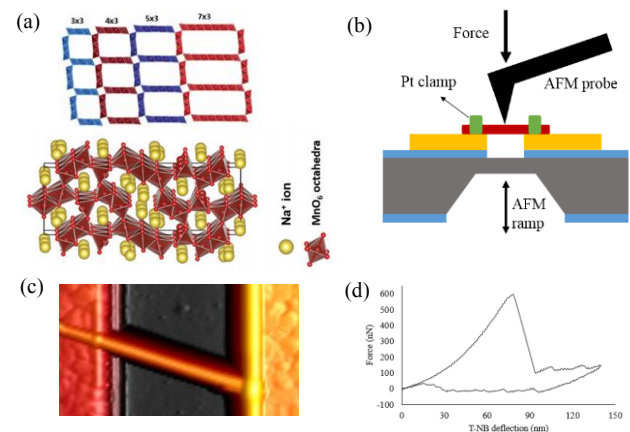 (a)
3x3 4x3 5x3 7x3
Na⁺ ion
MnO₆ octahedra
(b)
Force
Pt clamp
AFM probe
AFM
ramp
(c)
(d)
Force (nN)
600
500
400
300
200
100
0
-100
0 30 60 90 120 150
T-NB deflection (nm)